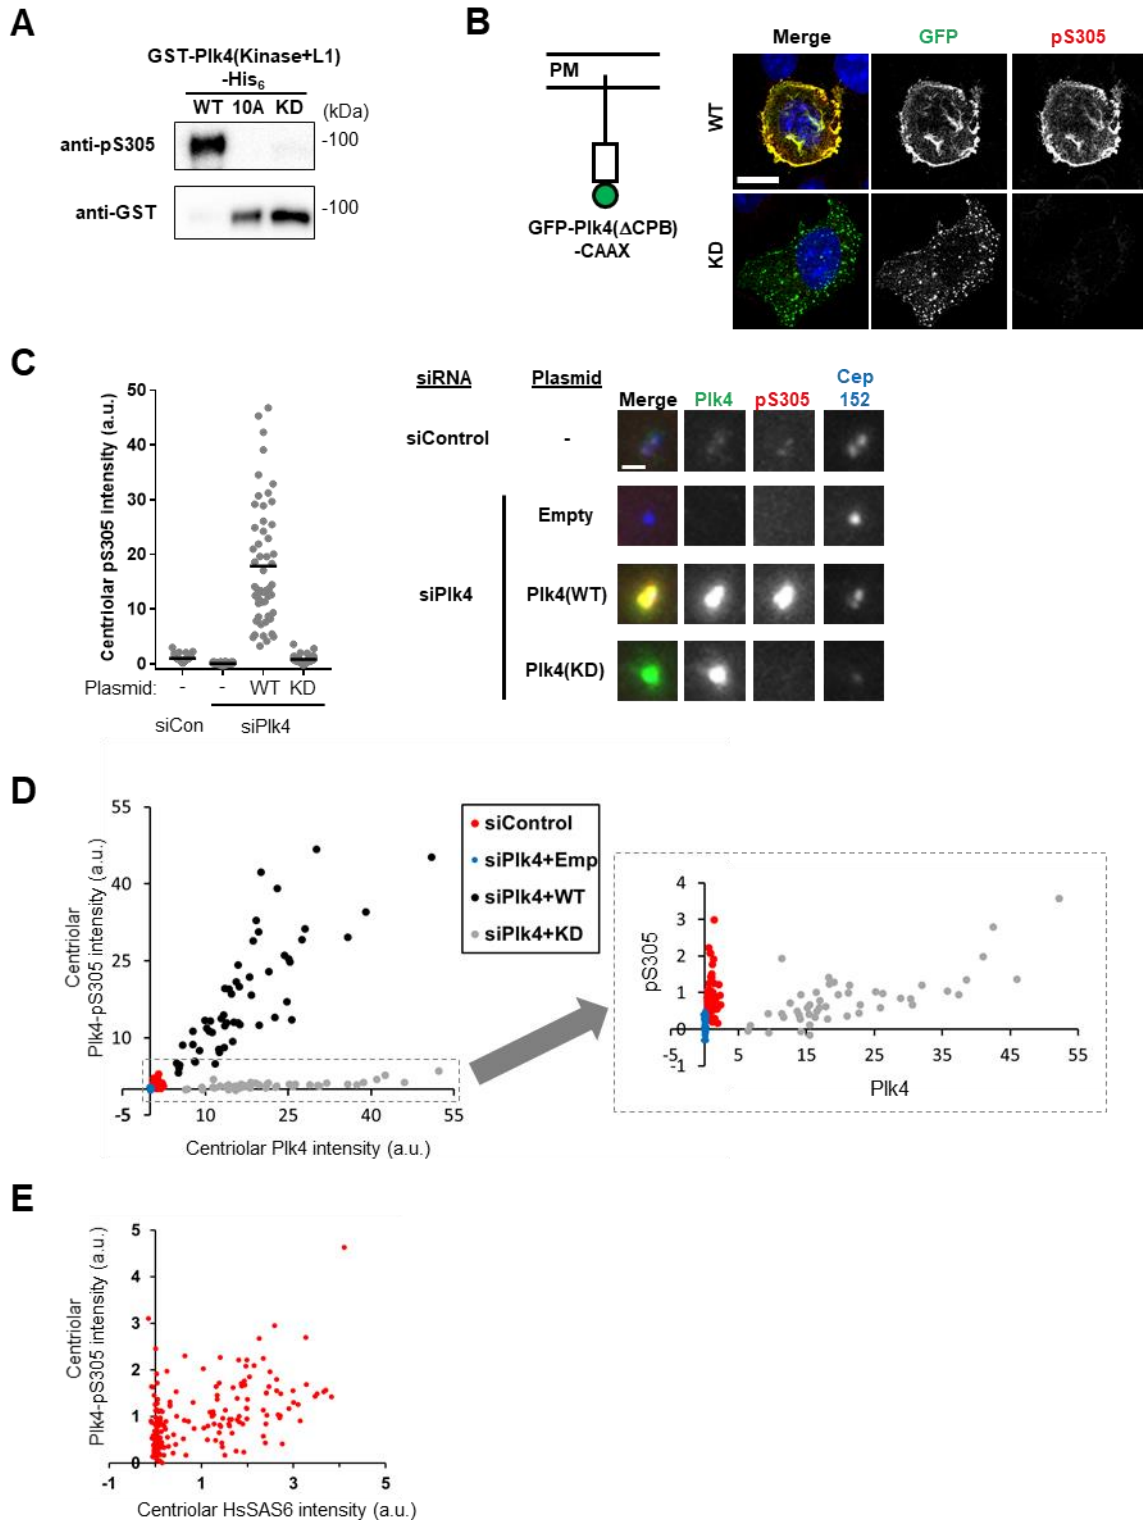 A
GST-Plk4(Kinase+L1)
-His6
WT 10A KD (kDa)
anti-pS305
-100
anti-GST
-100
B
PM
GFP-Plk4(ΔCPB)
-CAAX
Merge GFP pS305
WT
KD
C
Centriolar pS305 intensity (a.u.)
50
40
30
20
10
0
Plasmid: - - WT KD
siCon siPlk4
siRNA Plasmid Merge Plk4 pS305 Cep
152
siControl -
Empty
siPlk4 Plk4(WT)
Plk4(KD)
D
Centriolar
Plk4-pS305 intensity (a.u.)
55
40
25
10
-5
10 25 40 55
Centriolar Plk4 intensity (a.u.)
siControl
siPlk4+Emp
siPlk4+WT
siPlk4+KD
pS305
4
3
2
1
0
-1
-5 5 15 25 35 45 55
Plk4
E
Centriolar
Plk4-pS305 intensity (a.u.)
5
4
3
2
1
0
-1 1 3 5
Centriolar HsSAS6 intensity (a.u.)